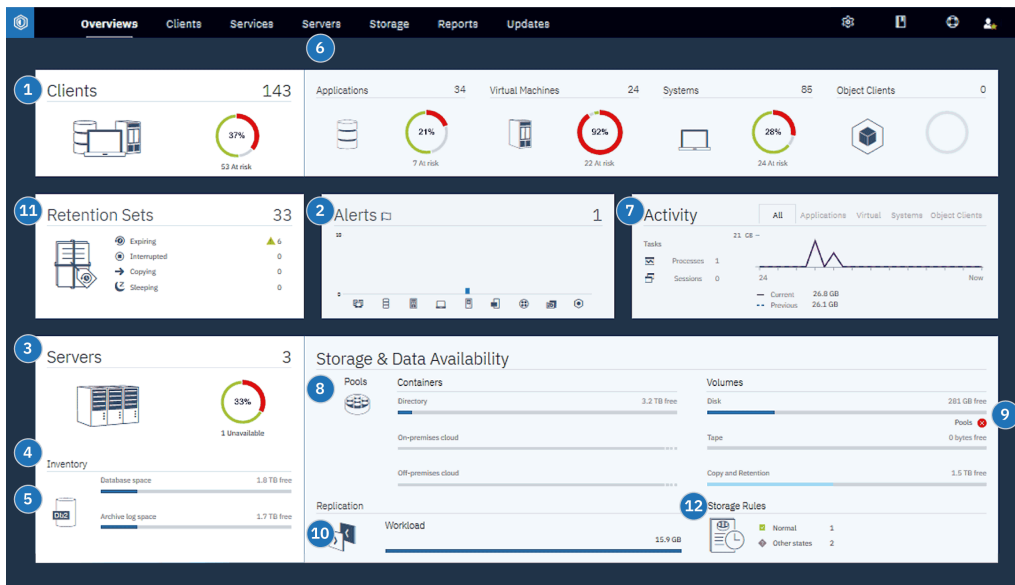 Overviews Clients Services Servers Storage Reports Updates
6
1 Clients 143
37%
53 At risk
Applications 34
21%
7 At risk
Virtual Machines 24
92%
22 At risk
Systems 86
28%
24 At risk
Object Clients 0
11 Retention Sets 33
Expiring 6
Interrupted 0
Copying 0
Sleeping 0
2 Alerts 1
10
0
7 Activity
All Applications Virtual Systems Object Clients
Tasks
Processes 1
Sessions 0
21 GB
24 Now
Current 26.8 GB
Previous 26.1 GB
3 Servers 3
33%
1 Unavailable
4
Inventory
5
Database space 1.8 TB free
Db2
Archive log space 1.7 TB free
Storage & Data Availability
8 Pools
Containers
Directory 3.2 TB free
On-premises cloud
Off-premises cloud
Volumes
Disk 281 GB free
Pools 9
Tape 0 bytes free
Copy and Retention 1.5 TB free
Replication
10 Workload
15.9 GB
12 Storage Rules
Normal 1
Other states 2